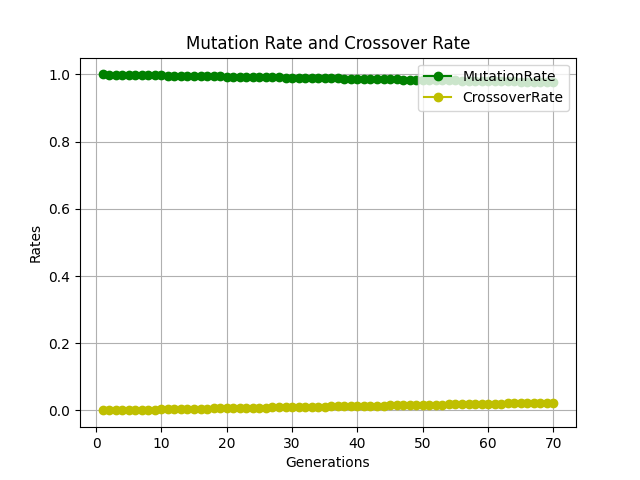 Mutation Rate and Crossover Rate
1.0
0.8
0.6
0.4
0.2
0.0
Rates
MutationRate
CrossoverRate
0 10 20 30 40 50 60 70
Generations